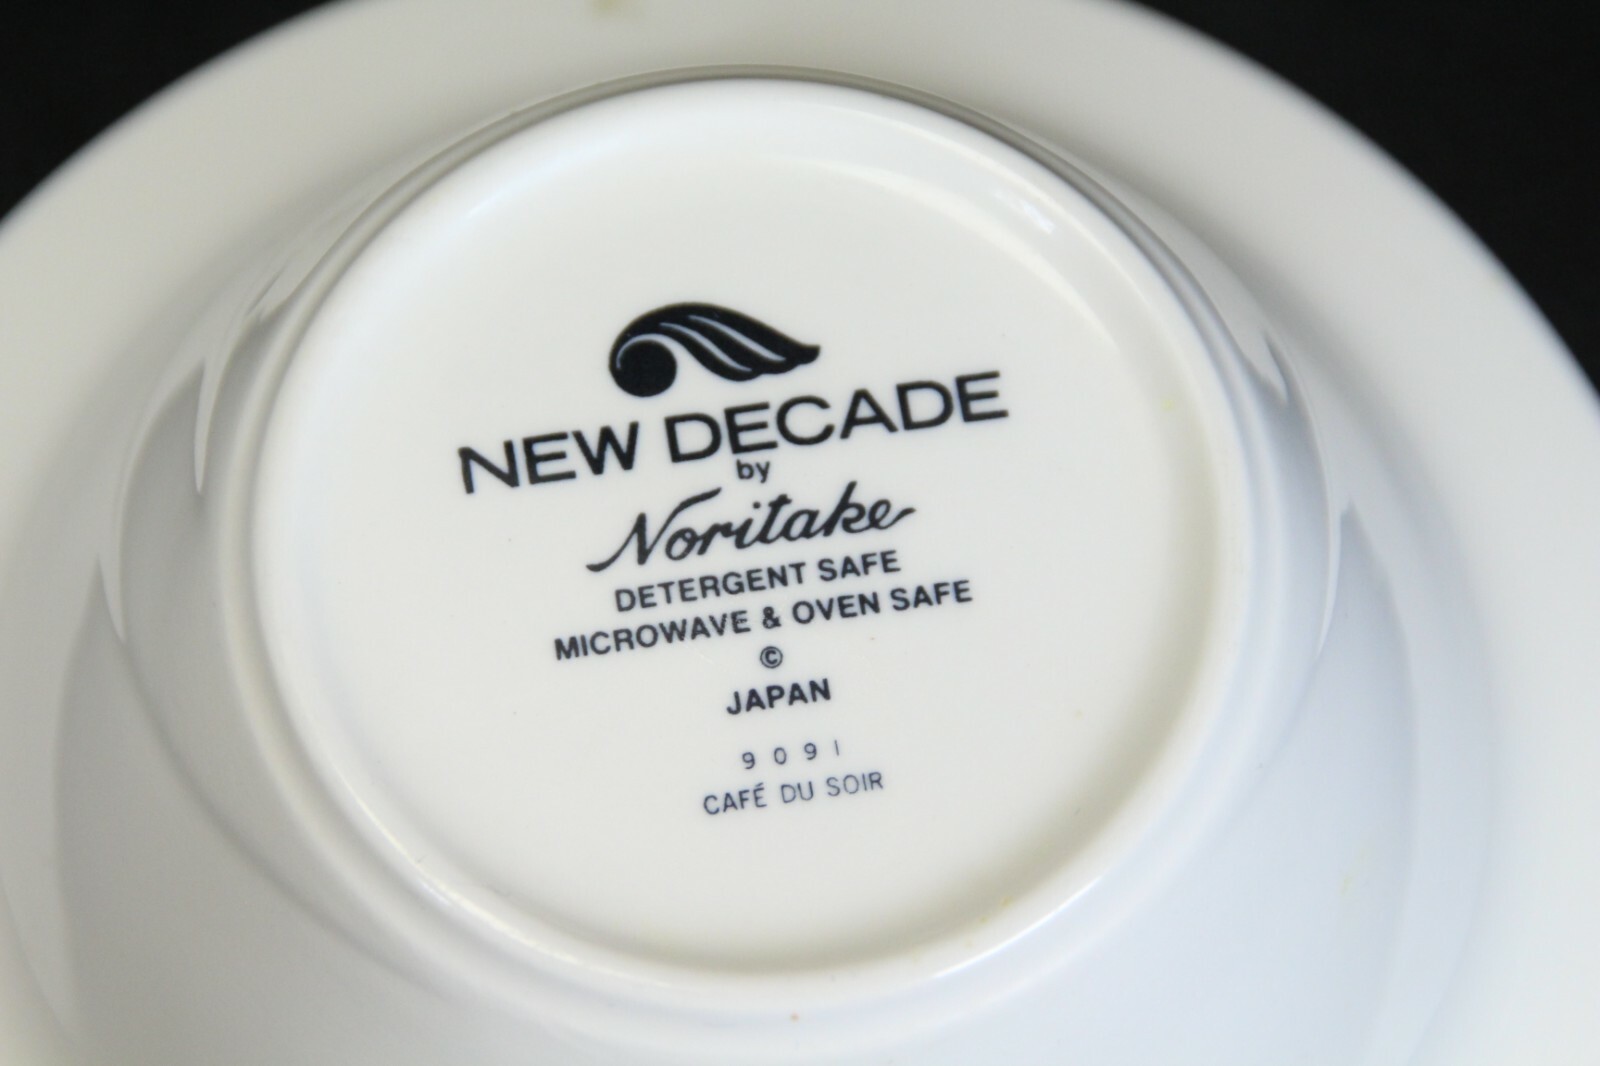 NEW DECADE
by
Noritake
DETERGENT SAFE
MICROWAVE & OVEN SAFE
©
JAPAN
9091
CAFÉ DU SOIR